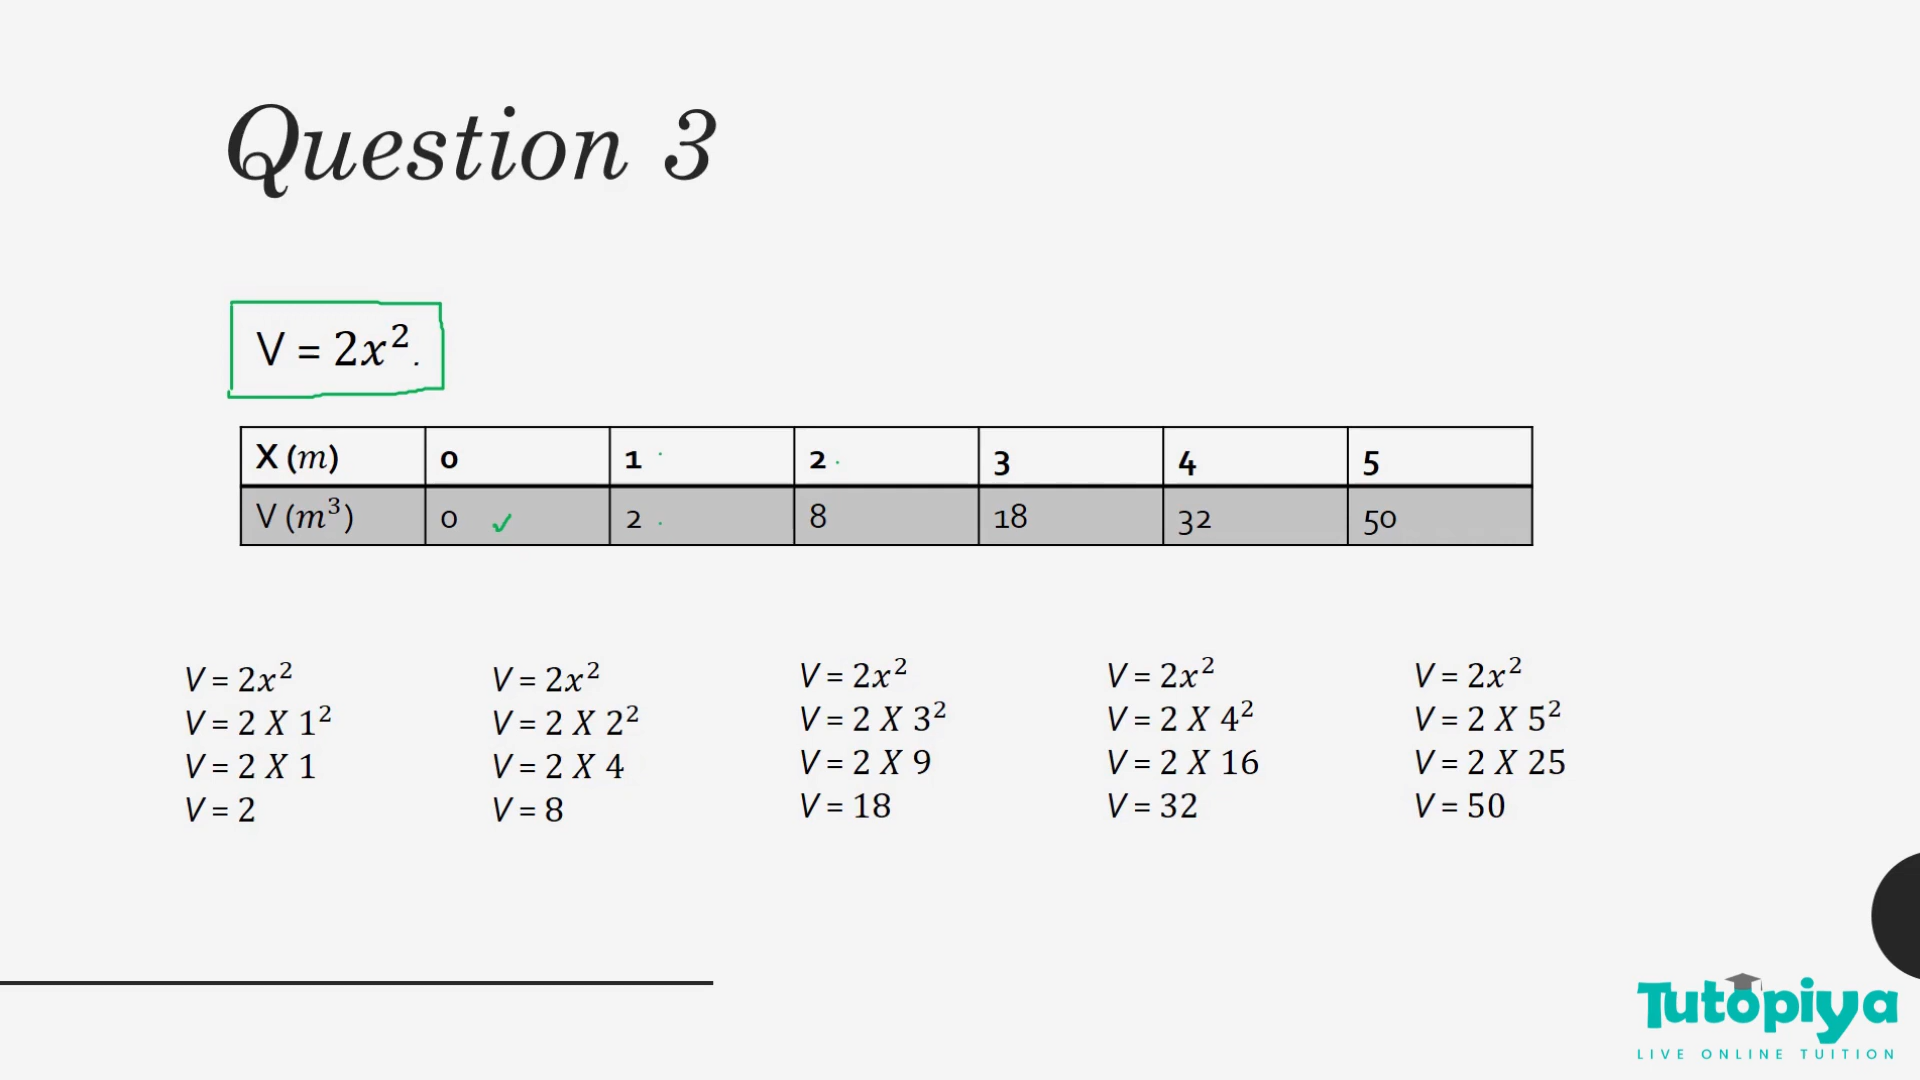 Question 3
V = 2x².
X (m) 0 1 2 3 4 5
V (m³) 0 ✓ 2 8 18 32 50
V = 2x²
V = 2 X 1²
V = 2 X 1
V = 2
V = 2x²
V = 2 X 2²
V = 2 X 4
V = 8
V = 2x²
V = 2 X 3²
V = 2 X 9
V = 18
V = 2x²
V = 2 X 4²
V = 2 X 16
V = 32
V = 2x²
V = 2 X 5²
V = 2 X 25
V = 50
Tutopiya
LIVE ONLINE TUITION